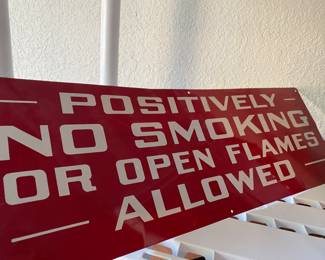 POSITIVELY
NO SMOKING
OR OPEN FLAMES
ALLOWED